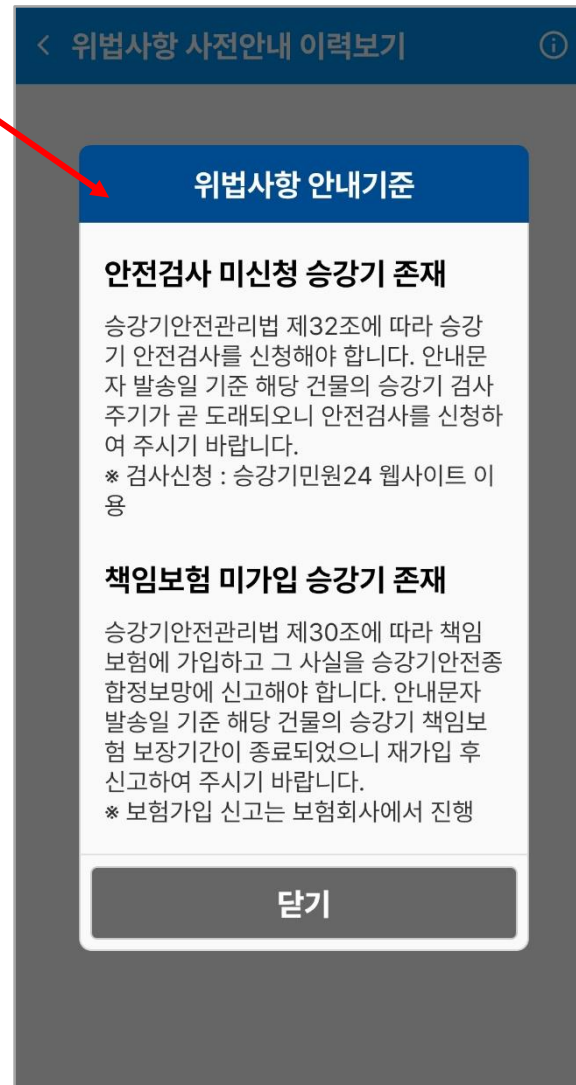 위법사항 사전안내 이력보기
위법사항 안내기준
안전검사 미신청 승강기 존재
승강기안전관리법 제32조에 따라 승강
기 안전검사를 신청해야 합니다. 안내문
자 발송일 기준 해당 건물의 승강기 검사
주기가 곧 도래되오니 안전검사를 신청하
여 주시기 바랍니다.
※ 검사신청 : 승강기민원24 웹사이트 이
용
책임보험 미가입 승강기 존재
승강기안전관리법 제30조에 따라 책임
보험에 가입하고 그 사실을 승강기안전종
합정보망에 신고해야 합니다. 안내문자
발송일 기준 해당 건물의 승강기 책임보
험 보장기간이 종료되었으니 재가입 후
신고하여 주시기 바랍니다.
※ 보험가입 신고는 보험회사에서 진행
닫기